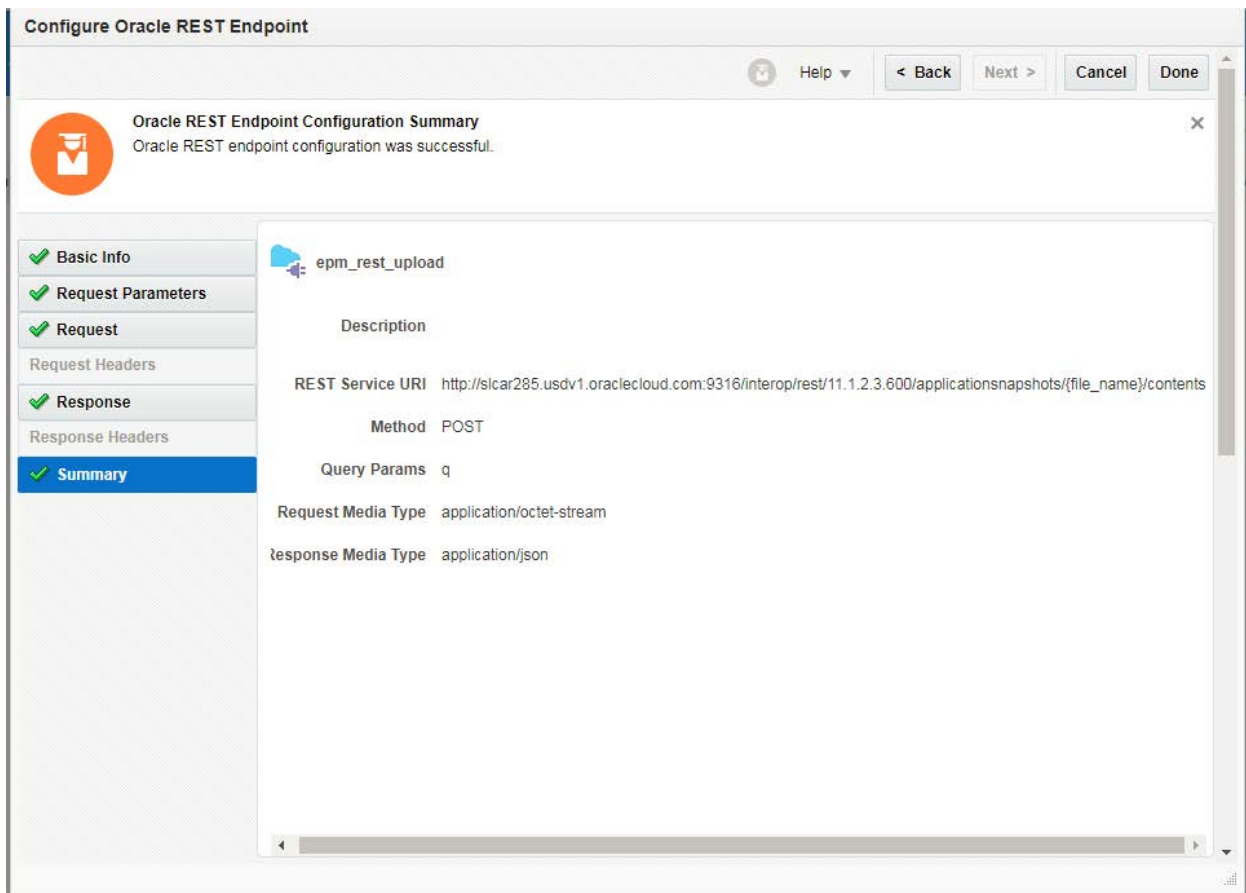 Configure Oracle REST Endpoint
Help
< Back
Next >
Cancel
Done
Oracle REST Endpoint Configuration Summary
Oracle REST endpoint configuration was successful.
Basic Info
Request Parameters
Request
Request Headers
Response
Response Headers
Summary
epm_rest_upload
Description
REST Service URI http://slcar285.usdv1.oraclecloud.com:9316/interop/rest/11.1.2.3.600/applicationsnapshots/{file_name}/contents
Method POST
Query Params q
Request Media Type application/octet-stream
Response Media Type application/json